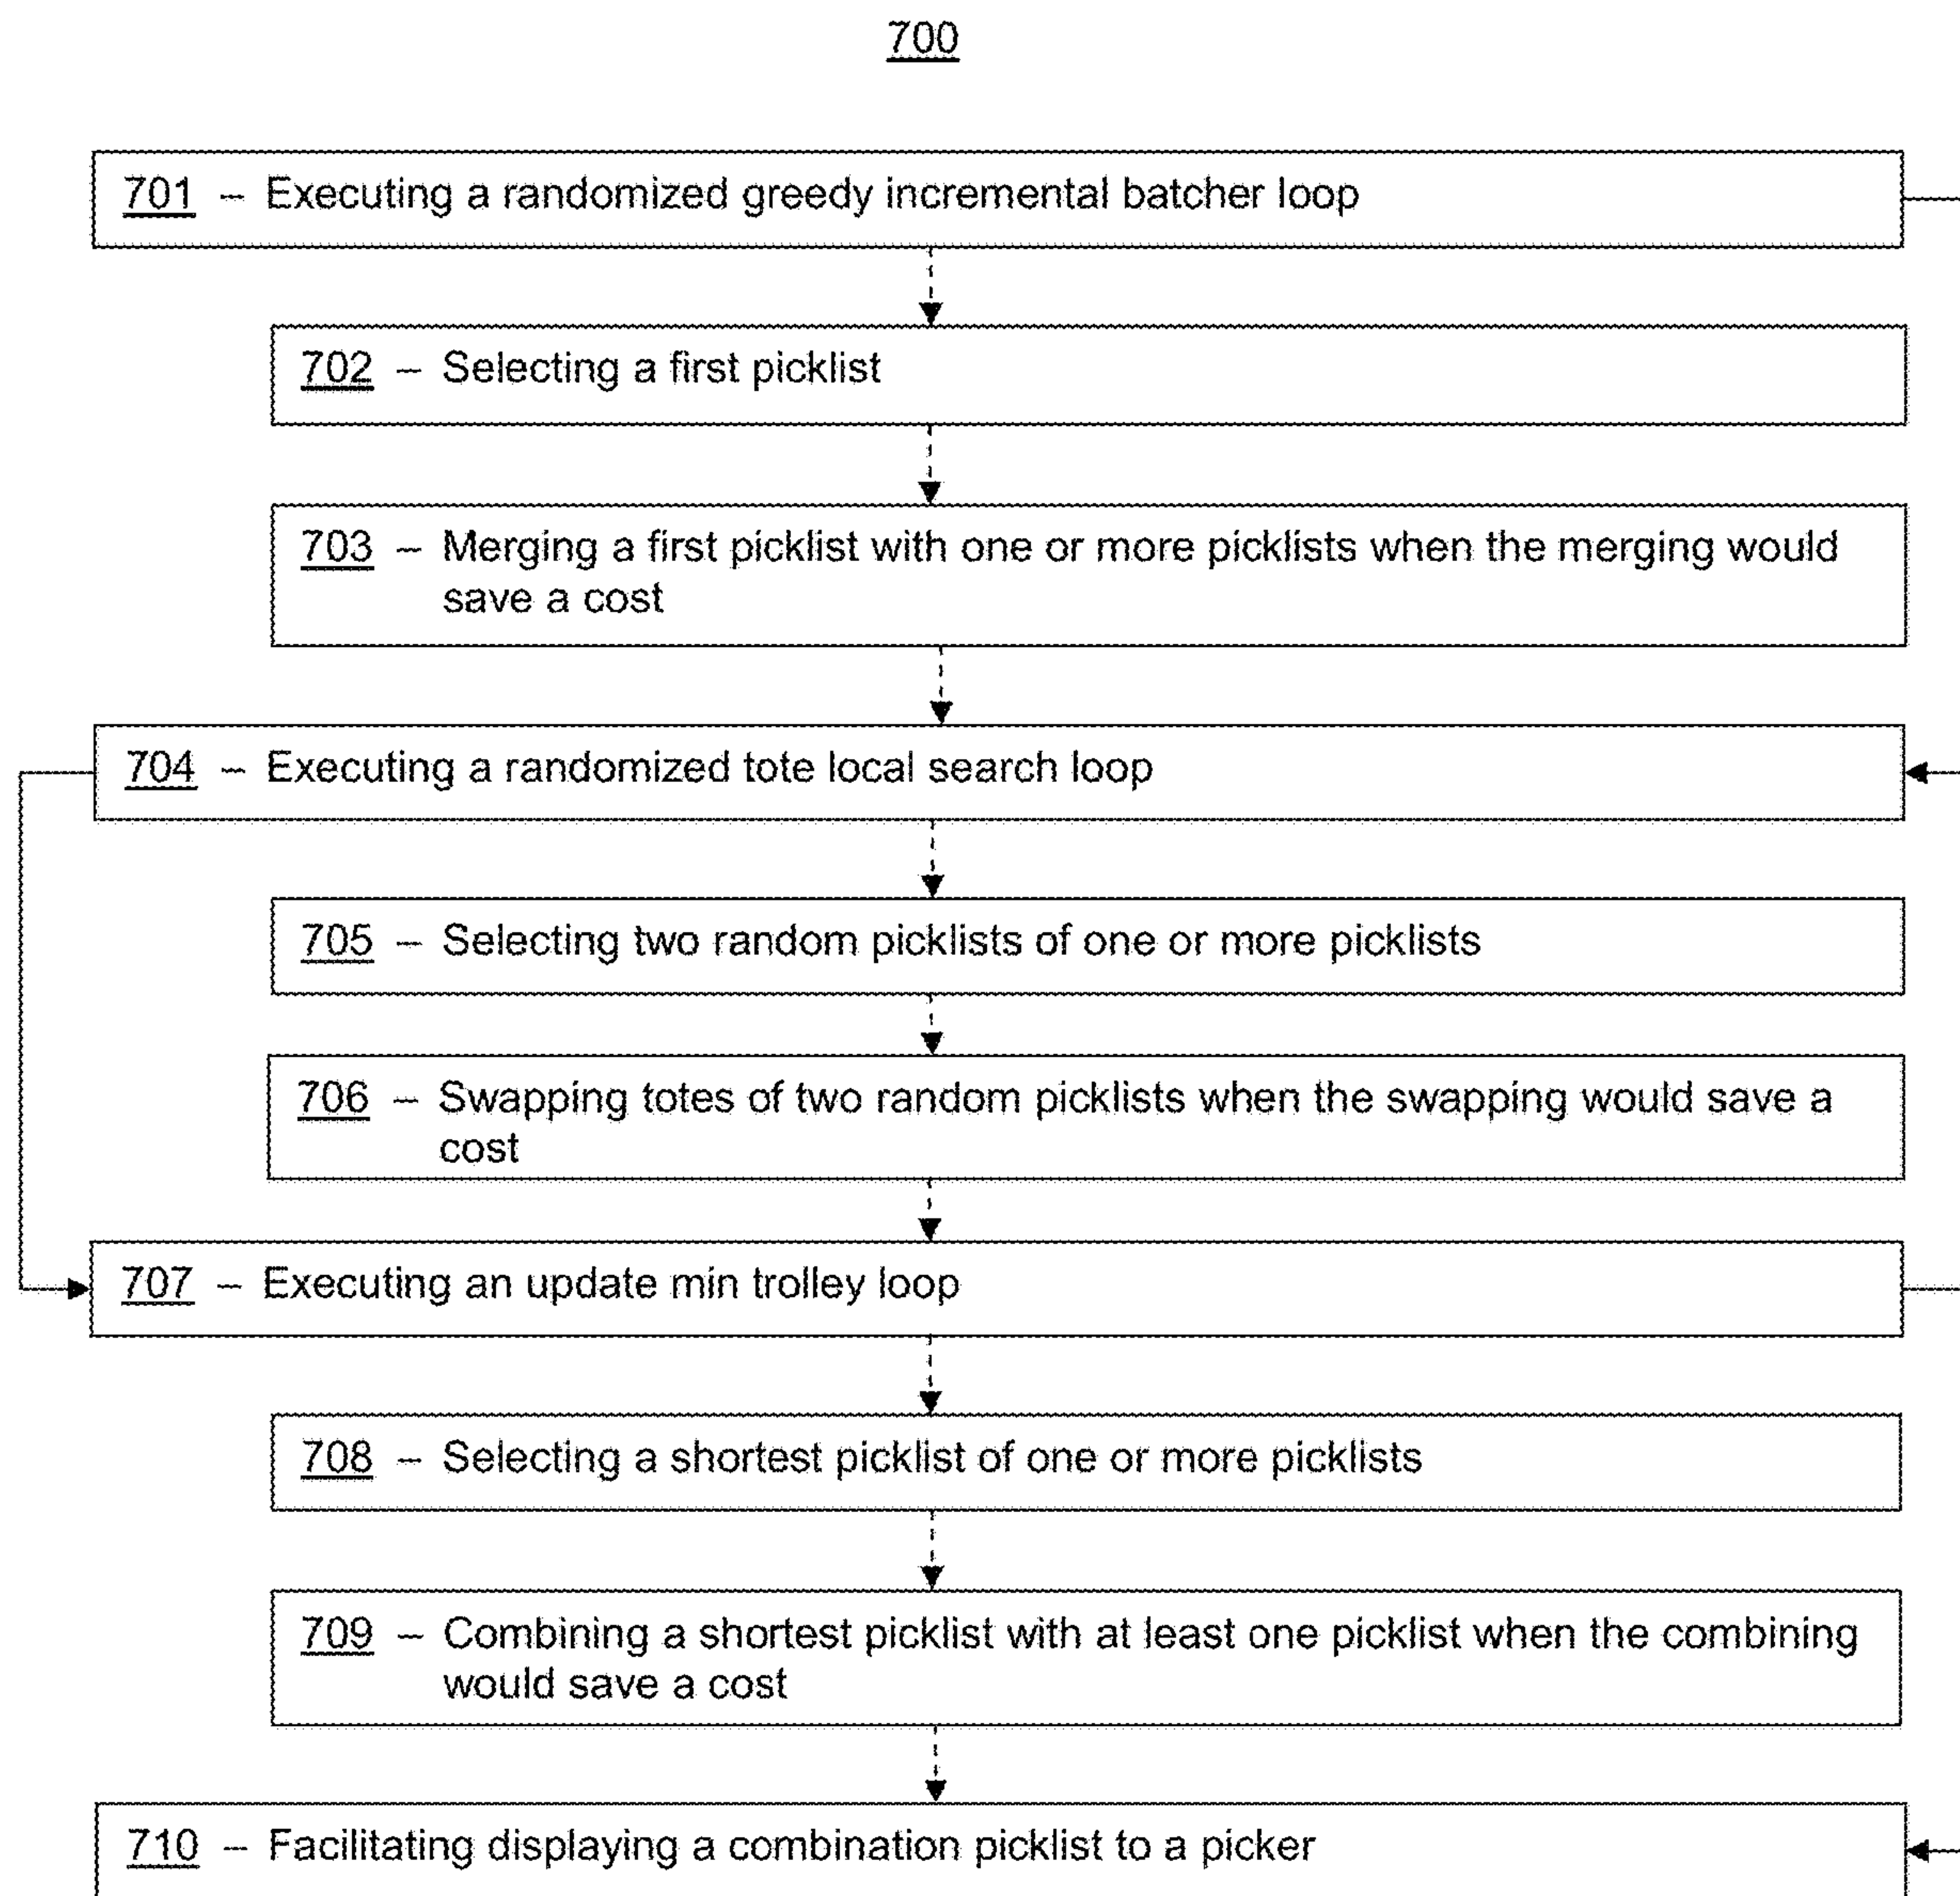 700
701 – Executing a randomized greedy incremental batcher loop
702 – Selecting a first picklist
703 – Merging a first picklist with one or more picklists when the merging would
save a cost
704 – Executing a randomized tote local search loop
705 – Selecting two random picklists of one or more picklists
706 – Swapping totes of two random picklists when the swapping would save a
cost
707 – Executing an update min trolley loop
708 – Selecting a shortest picklist of one or more picklists
709 – Combining a shortest picklist with at least one picklist when the combining
would save a cost
710 – Facilitating displaying a combination picklist to a picker